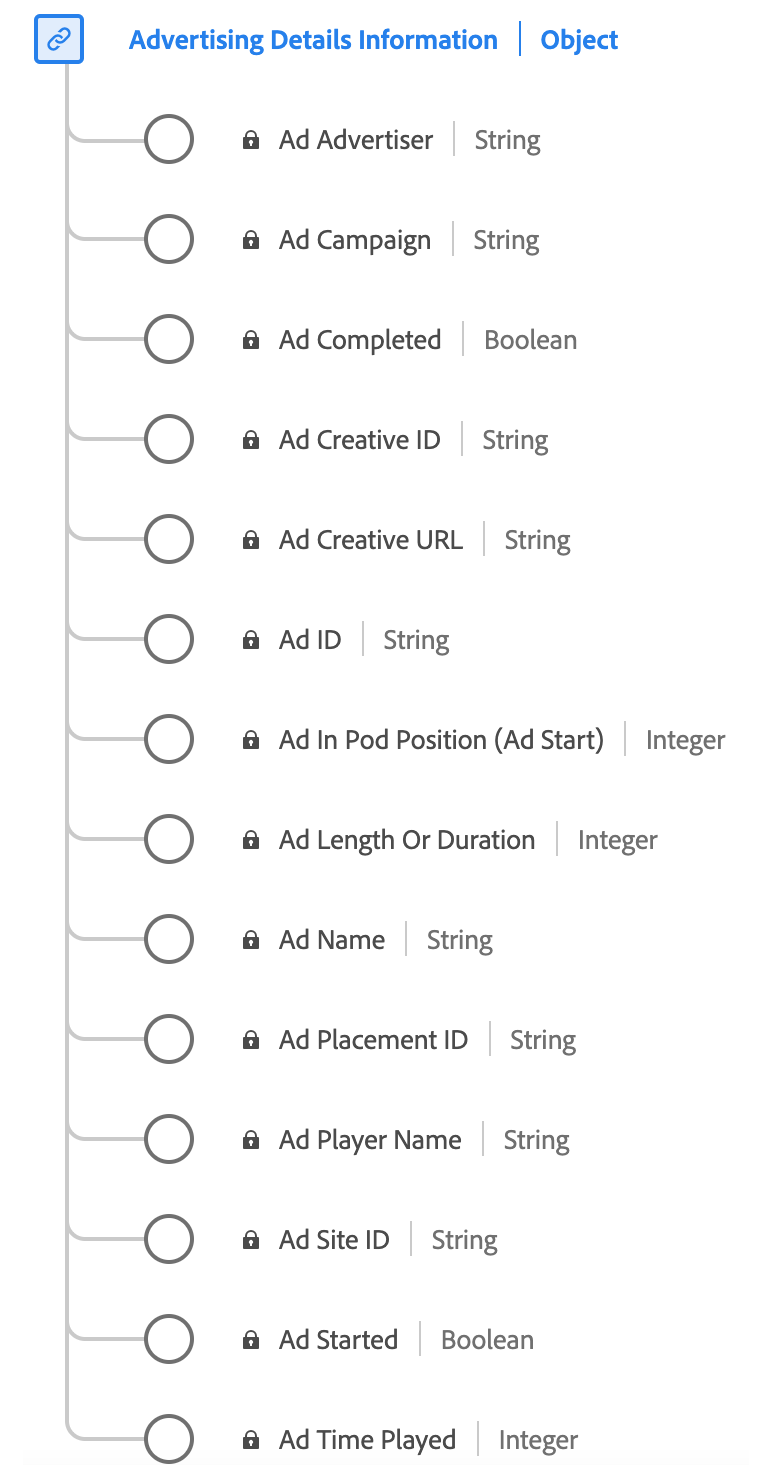 Advertising Details Information | Object
Ad Advertiser | String
Ad Campaign | String
Ad Completed | Boolean
Ad Creative ID | String
Ad Creative URL | String
Ad ID | String
Ad In Pod Position (Ad Start) | Integer
Ad Length Or Duration | Integer
Ad Name | String
Ad Placement ID | String
Ad Player Name | String
Ad Site ID | String
Ad Started | Boolean
Ad Time Played | Integer